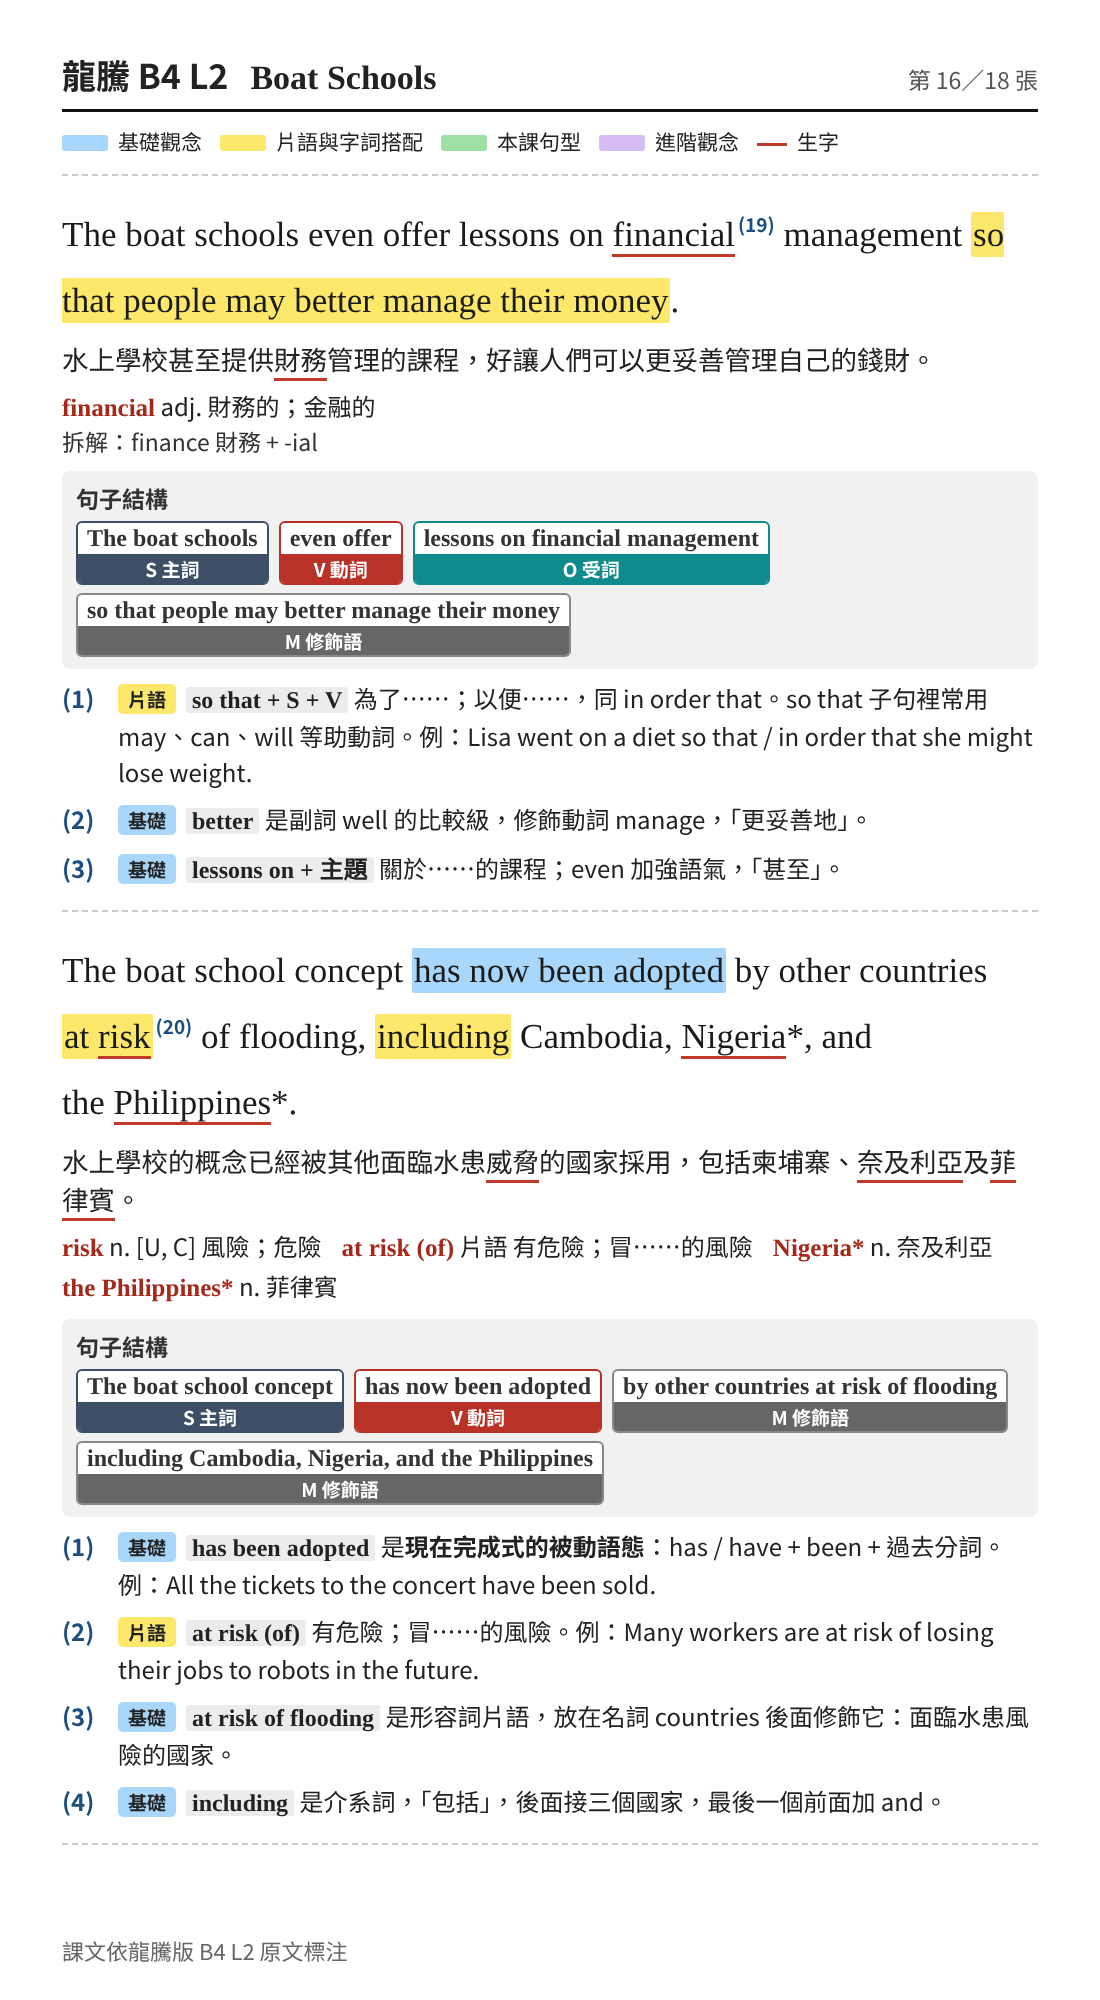 龍騰 B4 L2 Boat Schools
第 16／18 張
基礎觀念 片語與字詞搭配 本課句型 進階觀念 生字
The boat schools even offer lessons on financial (19) management so
that people may better manage their money.
水上學校甚至提供財務管理的課程，好讓人們可以更妥善管理自己的錢財。
financial adj. 財務的；金融的
拆解：finance 財務 + -ial
句子結構
The boat schools even offer lessons on financial management
S 主詞 V 動詞 O 受詞
so that people may better manage their money
M 修飾語
(1) 片語 so that + S + V 為了⋯⋯；以便⋯⋯，同 in order that。so that 子句裡常用
may、can、will 等助動詞。例：Lisa went on a diet so that / in order that she might
lose weight.
(2) 基礎 better 是副詞 well 的比較級，修飾動詞 manage，「更妥善地」。
(3) 基礎 lessons on + 主題 關於⋯⋯的課程；even 加強語氣，「甚至」。
The boat school concept has now been adopted by other countries
at risk (20) of flooding, including Cambodia, Nigeria*, and
the Philippines*.
水上學校的概念已經被其他面臨水患威脅的國家採用，包括柬埔寨、奈及利亞及菲
律賓。
risk n. [U, C] 風險；危險 at risk (of) 片語 有危險；冒⋯⋯的風險 Nigeria* n. 奈及利亞
the Philippines* n. 菲律賓
句子結構
The boat school concept has now been adopted by other countries at risk of flooding
S 主詞 V 動詞 M 修飾語
including Cambodia, Nigeria, and the Philippines
M 修飾語
(1) 基礎 has been adopted 是現在完成式的被動語態：has / have + been + 過去分詞。
例：All the tickets to the concert have been sold.
(2) 片語 at risk (of) 有危險；冒⋯⋯的風險。例：Many workers are at risk of losing
their jobs to robots in the future.
(3) 基礎 at risk of flooding 是形容詞片語，放在名詞 countries 後面修飾它：面臨水患風
險的國家。
(4) 基礎 including 是介系詞，「包括」，後面接三個國家，最後一個前面加 and。
課文依龍騰版 B4 L2 原文標注